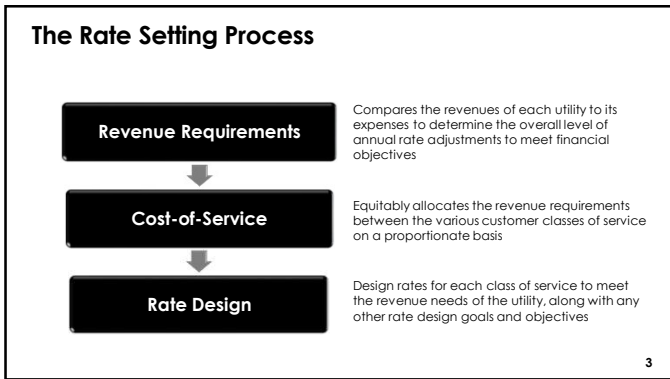 The Rate Setting Process
Revenue Requirements
Compares the revenues of each utility to its
expenses to determine the overall level of
annual rate adjustments to meet financial
objectives
Cost-of-Service
Equitably allocates the revenue requirements
between the various customer classes of service
on a proportionate basis
Rate Design
Design rates for each class of service to meet
the revenue needs of the utility, along with any
other rate design goals and objectives
3